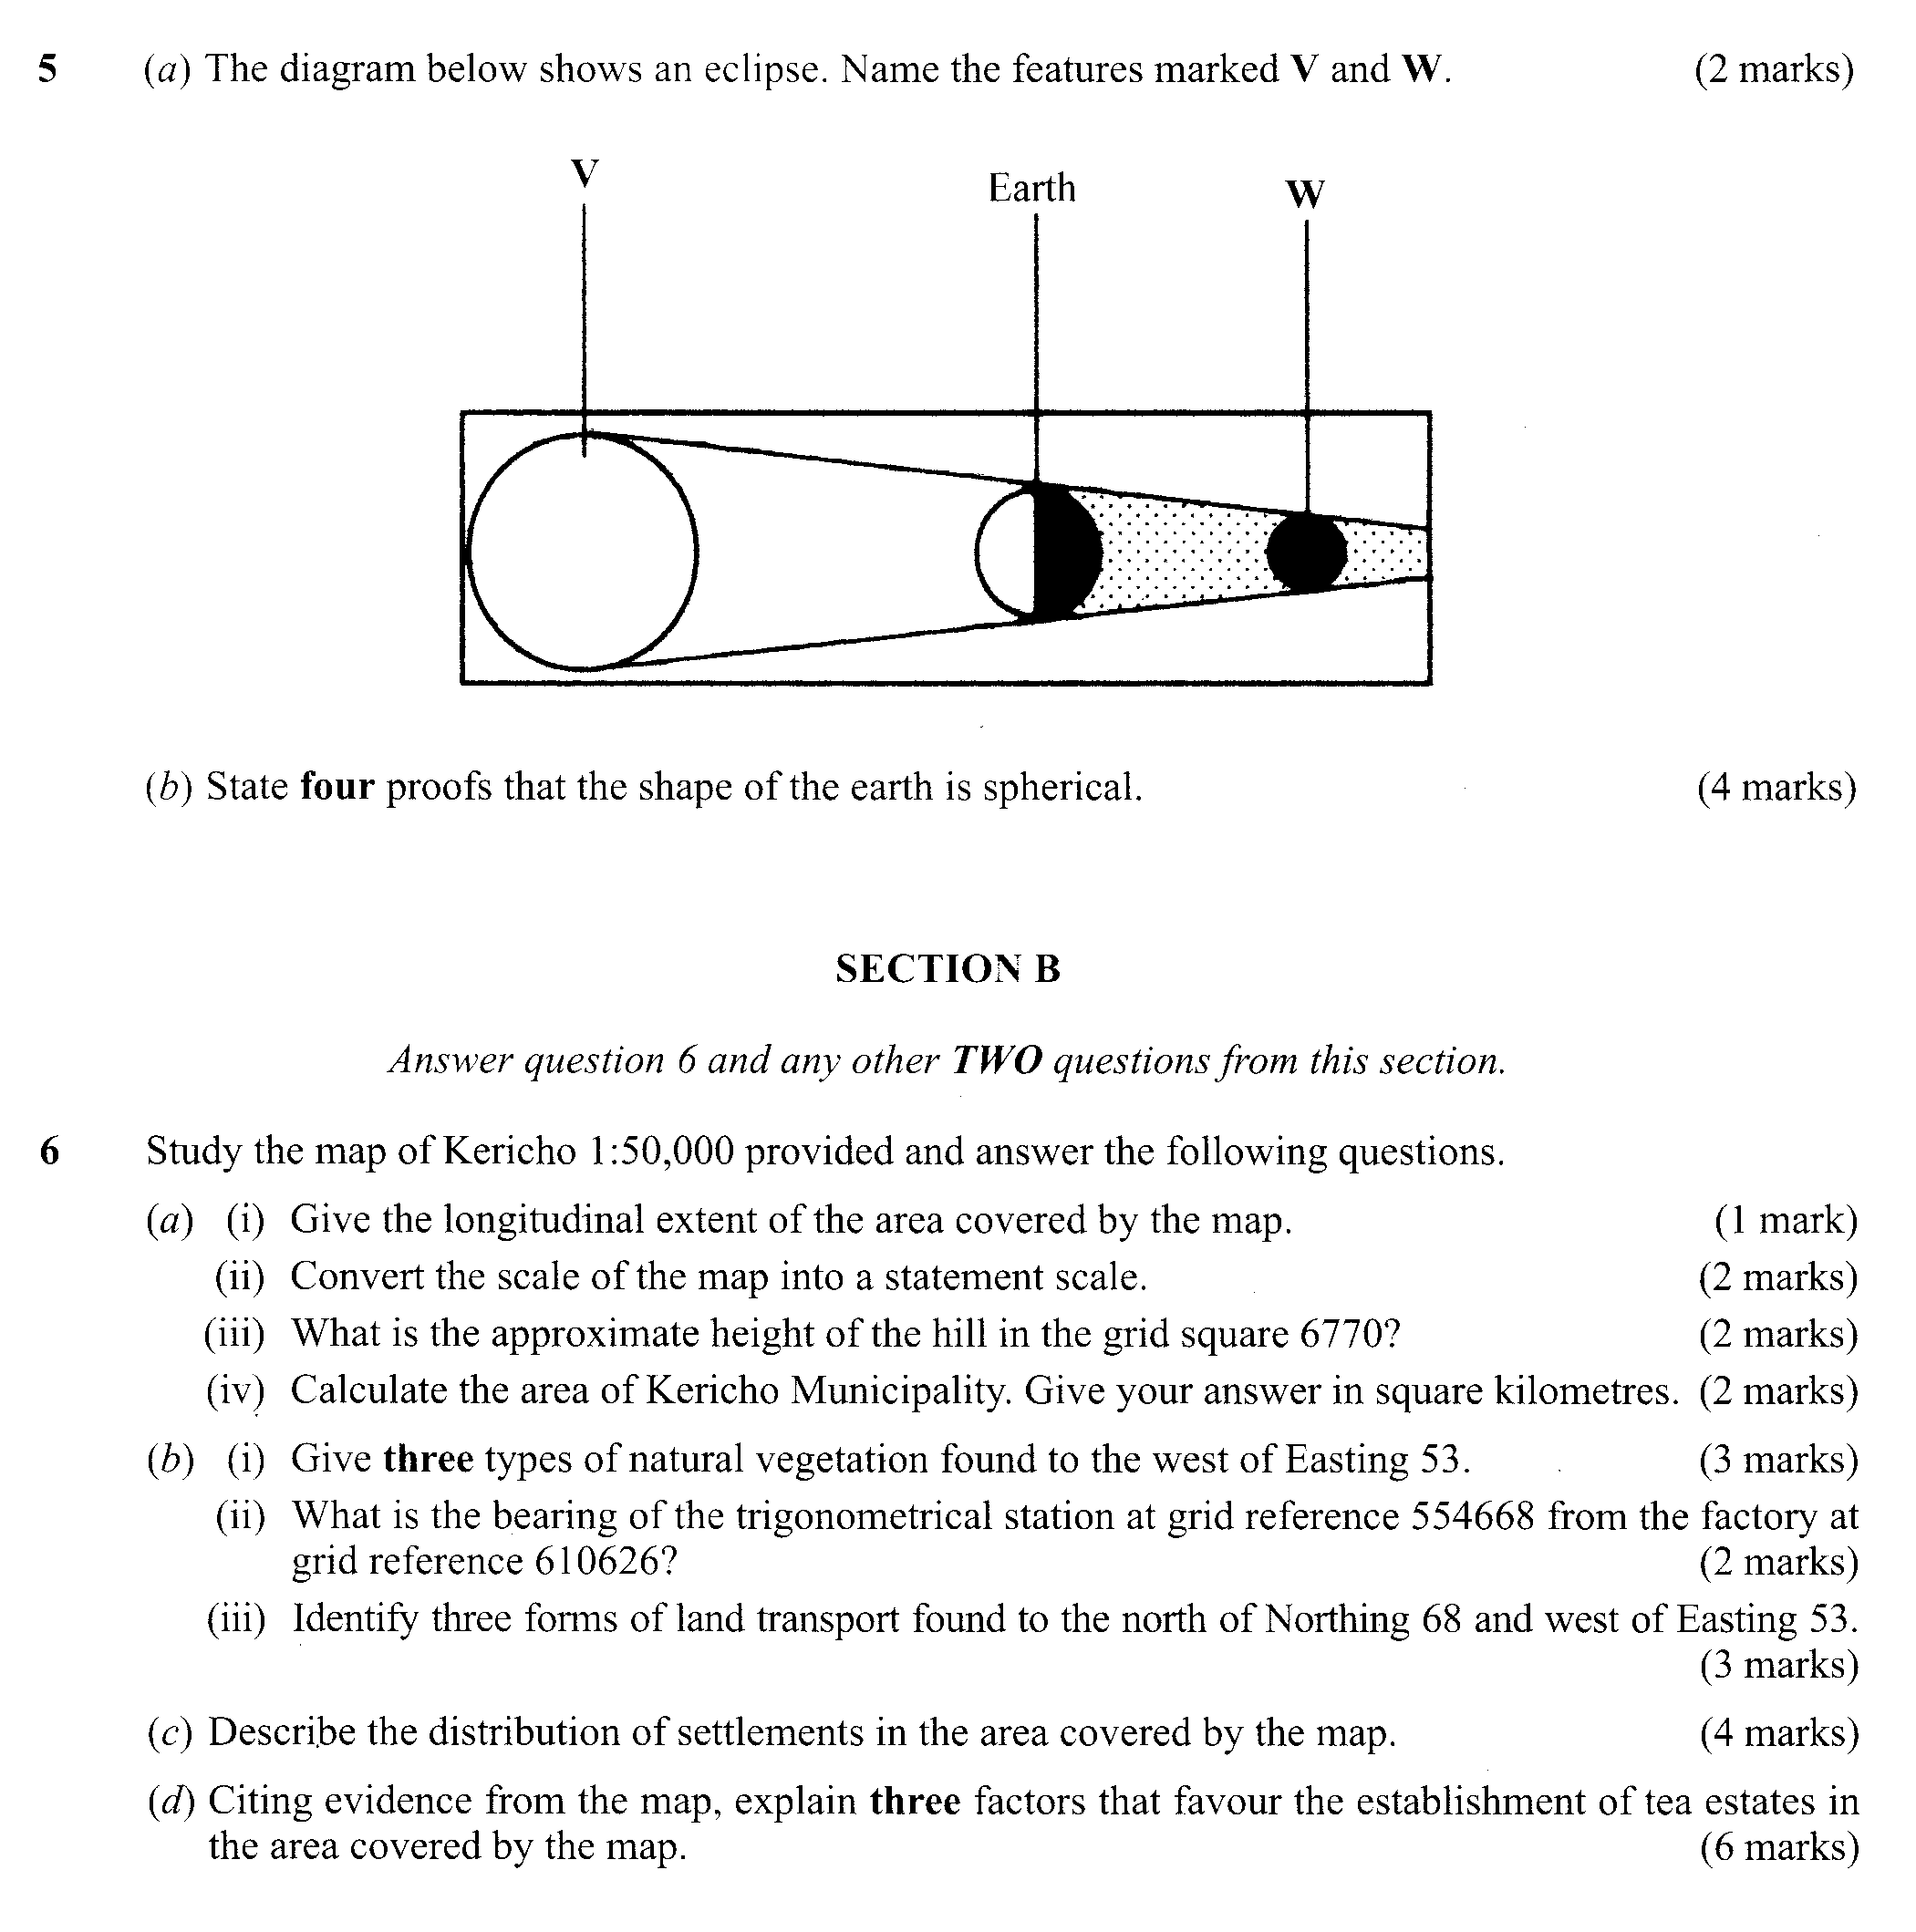 5 (a) The diagram below shows an eclipse. Name the features marked V and W. (2 marks)
V
Earth
W
(b) State four proofs that the shape of the earth is spherical. (4 marks)
SECTION B
Answer question 6 and any other TWO questions from this section.
6 Study the map of Kericho 1:50,000 provided and answer the following questions.
(a) (i) Give the longitudinal extent of the area covered by the map. (1 mark)
(ii) Convert the scale of the map into a statement scale. (2 marks)
(iii) What is the approximate height of the hill in the grid square 6770? (2 marks)
(iv) Calculate the area of Kericho Municipality. Give your answer in square kilometres. (2 marks)
(b) (i) Give three types of natural vegetation found to the west of Easting 53. (3 marks)
(ii) What is the bearing of the trigonometrical station at grid reference 554668 from the factory at
grid reference 610626? (2 marks)
(iii) Identify three forms of land transport found to the north of Northing 68 and west of Easting 53.
(3 marks)
(c) Describe the distribution of settlements in the area covered by the map. (4 marks)
(d) Citing evidence from the map, explain three factors that favour the establishment of tea estates in
the area covered by the map. (6 marks)